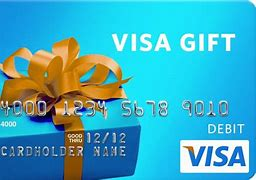 VISA GIFT
4000 1234 5678 9010
4000
GOOD THRU 12/12
DEBIT
CARDHOLDER NAME
VISA